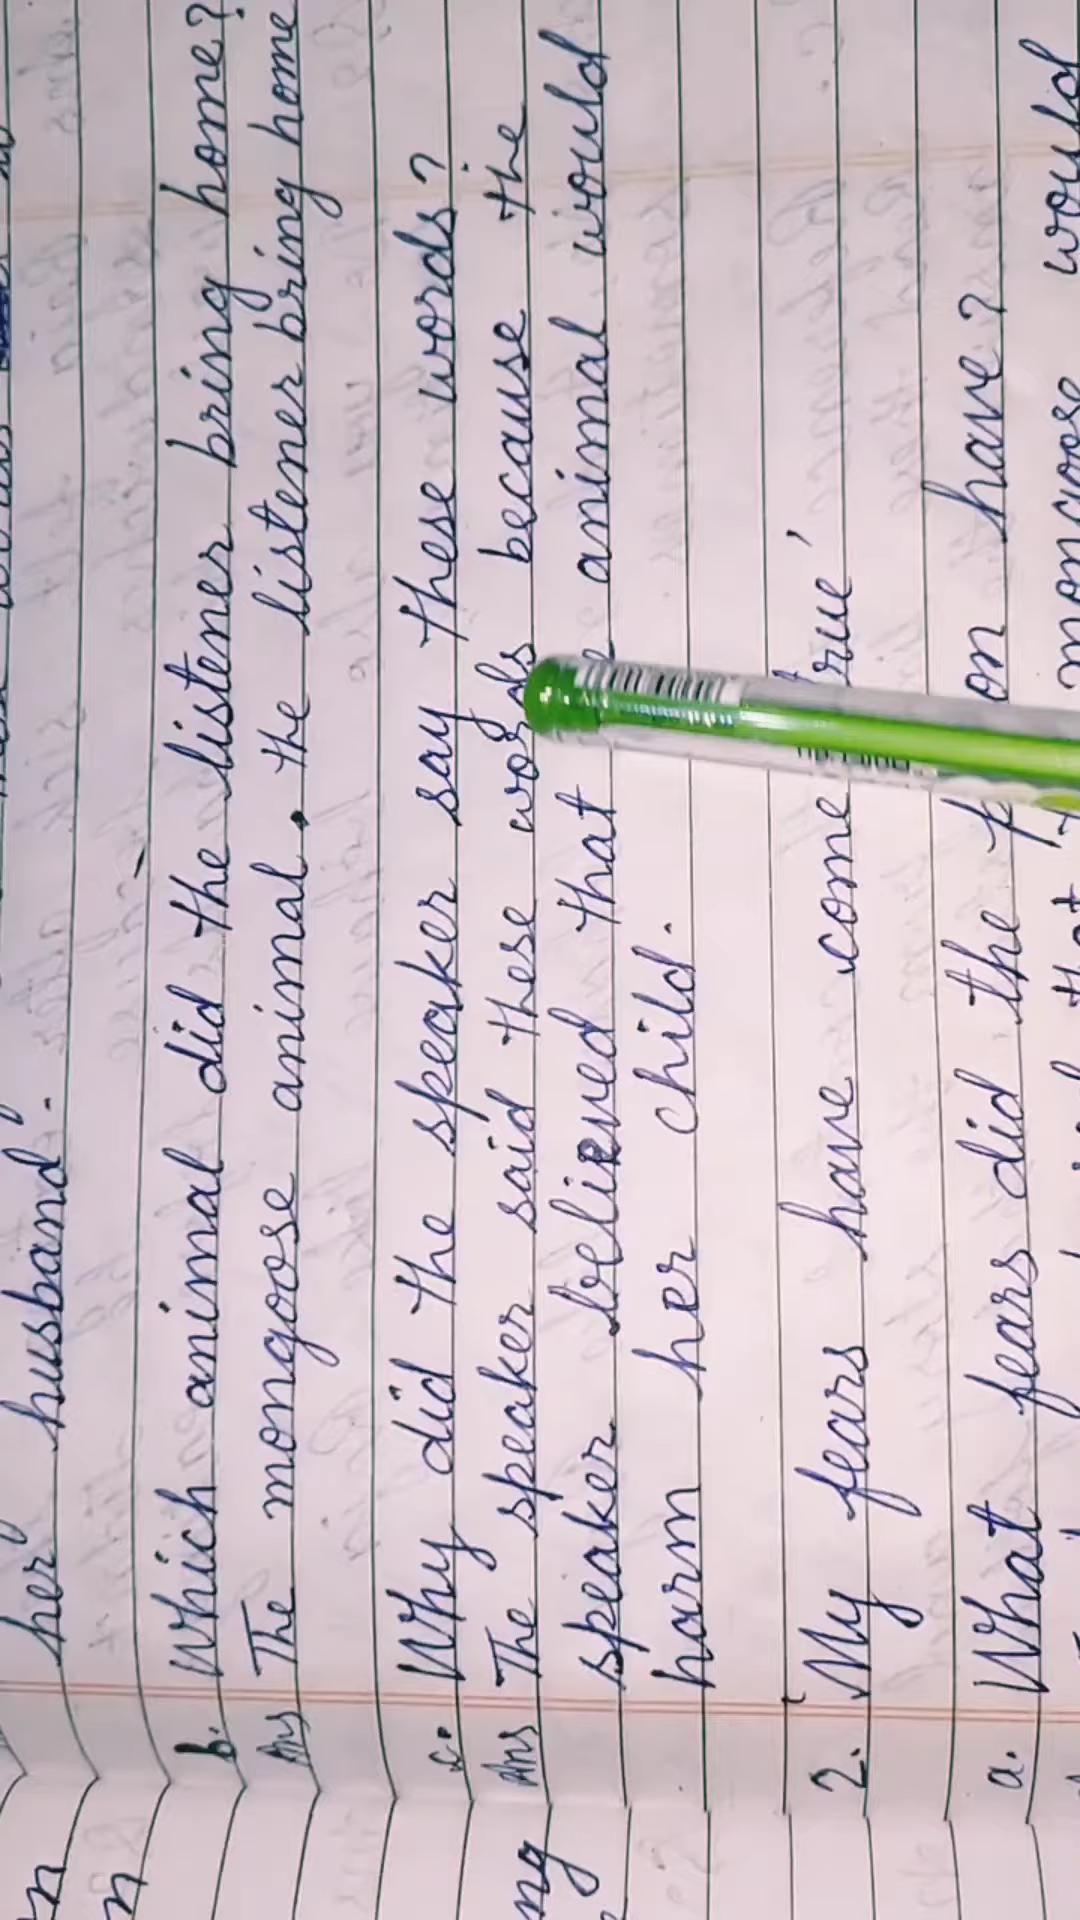 her husband.
b. Which animal did the listener bring home?
Ans The mongoose animal. the listener bring home
c. Why did the speaker say these words?
Ans The speaker said these words because the
speaker believed that animal would
harm her child.
2. My fears have come true'
a. What fears did the on have?
that mongoose would